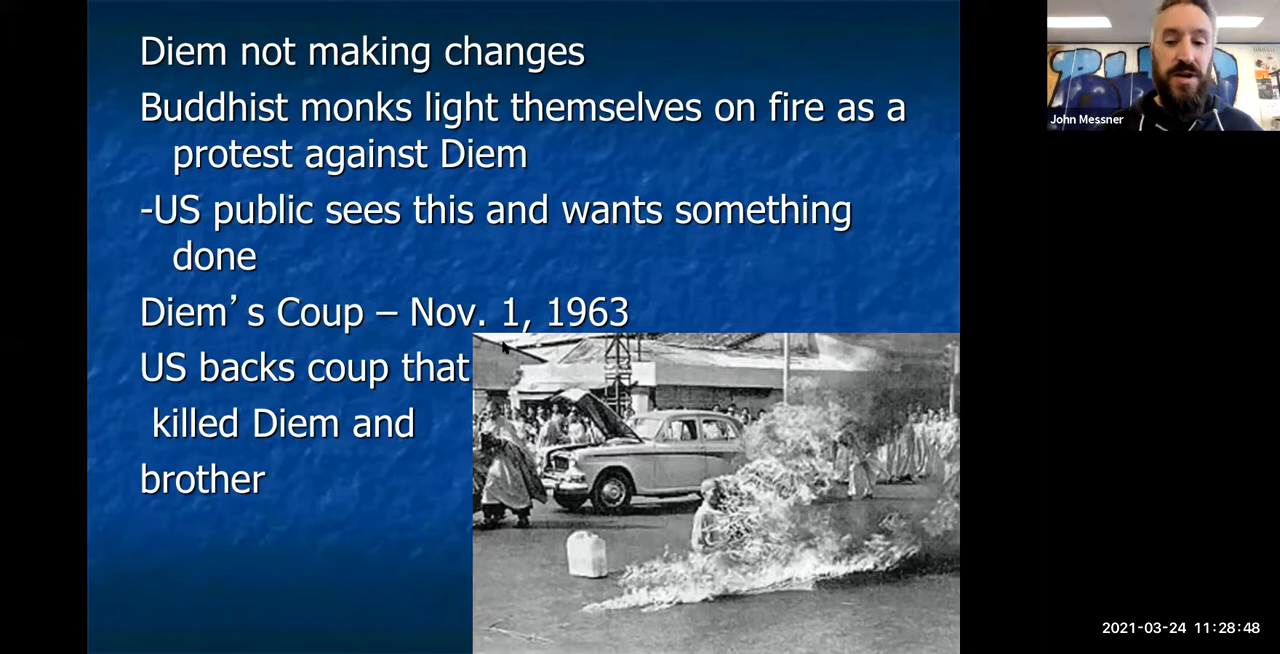 Diem not making changes
Buddhist monks light themselves on fire as a
protest against Diem
-US public sees this and wants something
done
Diem’s Coup – Nov. 1, 1963
US backs coup that
killed Diem and
brother
John Messner
2021-03-24 11:28:48